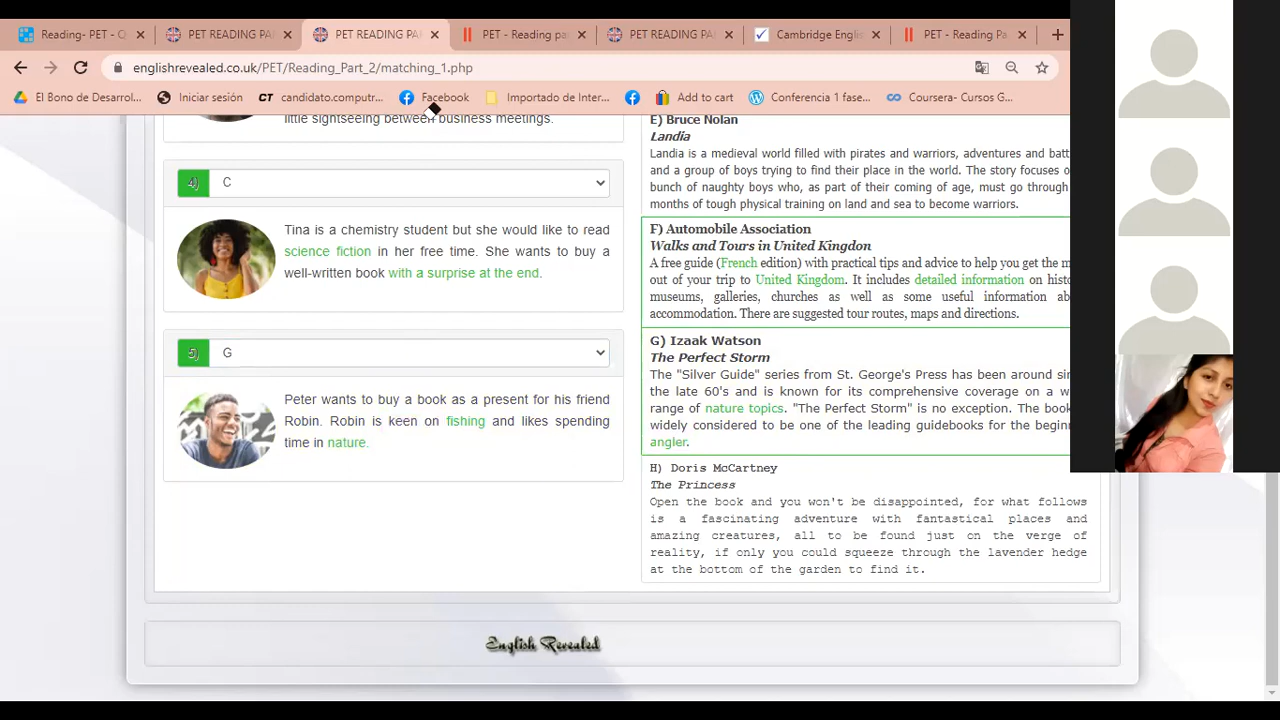 Reading- PET - Q
PET READING PA
PET READING PA
PET - Reading pa
PET READING PA
Cambridge Engli
PET - Reading Pa
englishrevealed.co.uk/PET/Reading_Part_2/matching_1.php
El Bono de Desarrol...
Iniciar sesión
CT candidato.computr...
Facebook
Importado de Inter...
Add to cart
Conferencia 1 fase...
Coursera- Cursos G...
little sightseeing between business meetings.
4) C
Tina is a chemistry student but she would like to read
science fiction in her free time. She wants to buy a
well-written book with a surprise at the end.
5) G
Peter wants to buy a book as a present for his friend
Robin. Robin is keen on fishing and likes spending
time in nature.
E) Bruce Nolan
Landia
Landia is a medieval world filled with pirates and warriors, adventures and batt
and a group of boys trying to find their place in the world. The story focuses o
bunch of naughty boys who, as part of their coming of age, must go through
months of tough physical training on land and sea to become warriors.
F) Automobile Association
Walks and Tours in United Kingdon
A free guide (French edition) with practical tips and advice to help you get the m
out of your trip to United Kingdom. It includes detailed information on histo
museums, galleries, churches as well as some useful information ab
accommodation. There are suggested tour routes, maps and directions.
G) Izaak Watson
The Perfect Storm
The "Silver Guide" series from St. George's Press has been around sin
the late 60's and is known for its comprehensive coverage on a w
range of nature topics. "The Perfect Storm" is no exception. The book
widely considered to be one of the leading guidebooks for the beginn
angler.
H) Doris McCartney
The Princess
Open the book and you won't be disappointed, for what follows
is a fascinating adventure with fantastical places and
amazing creatures, all to be found just on the verge of
reality, if only you could squeeze through the lavender hedge
at the bottom of the garden to find it.
English Revealed